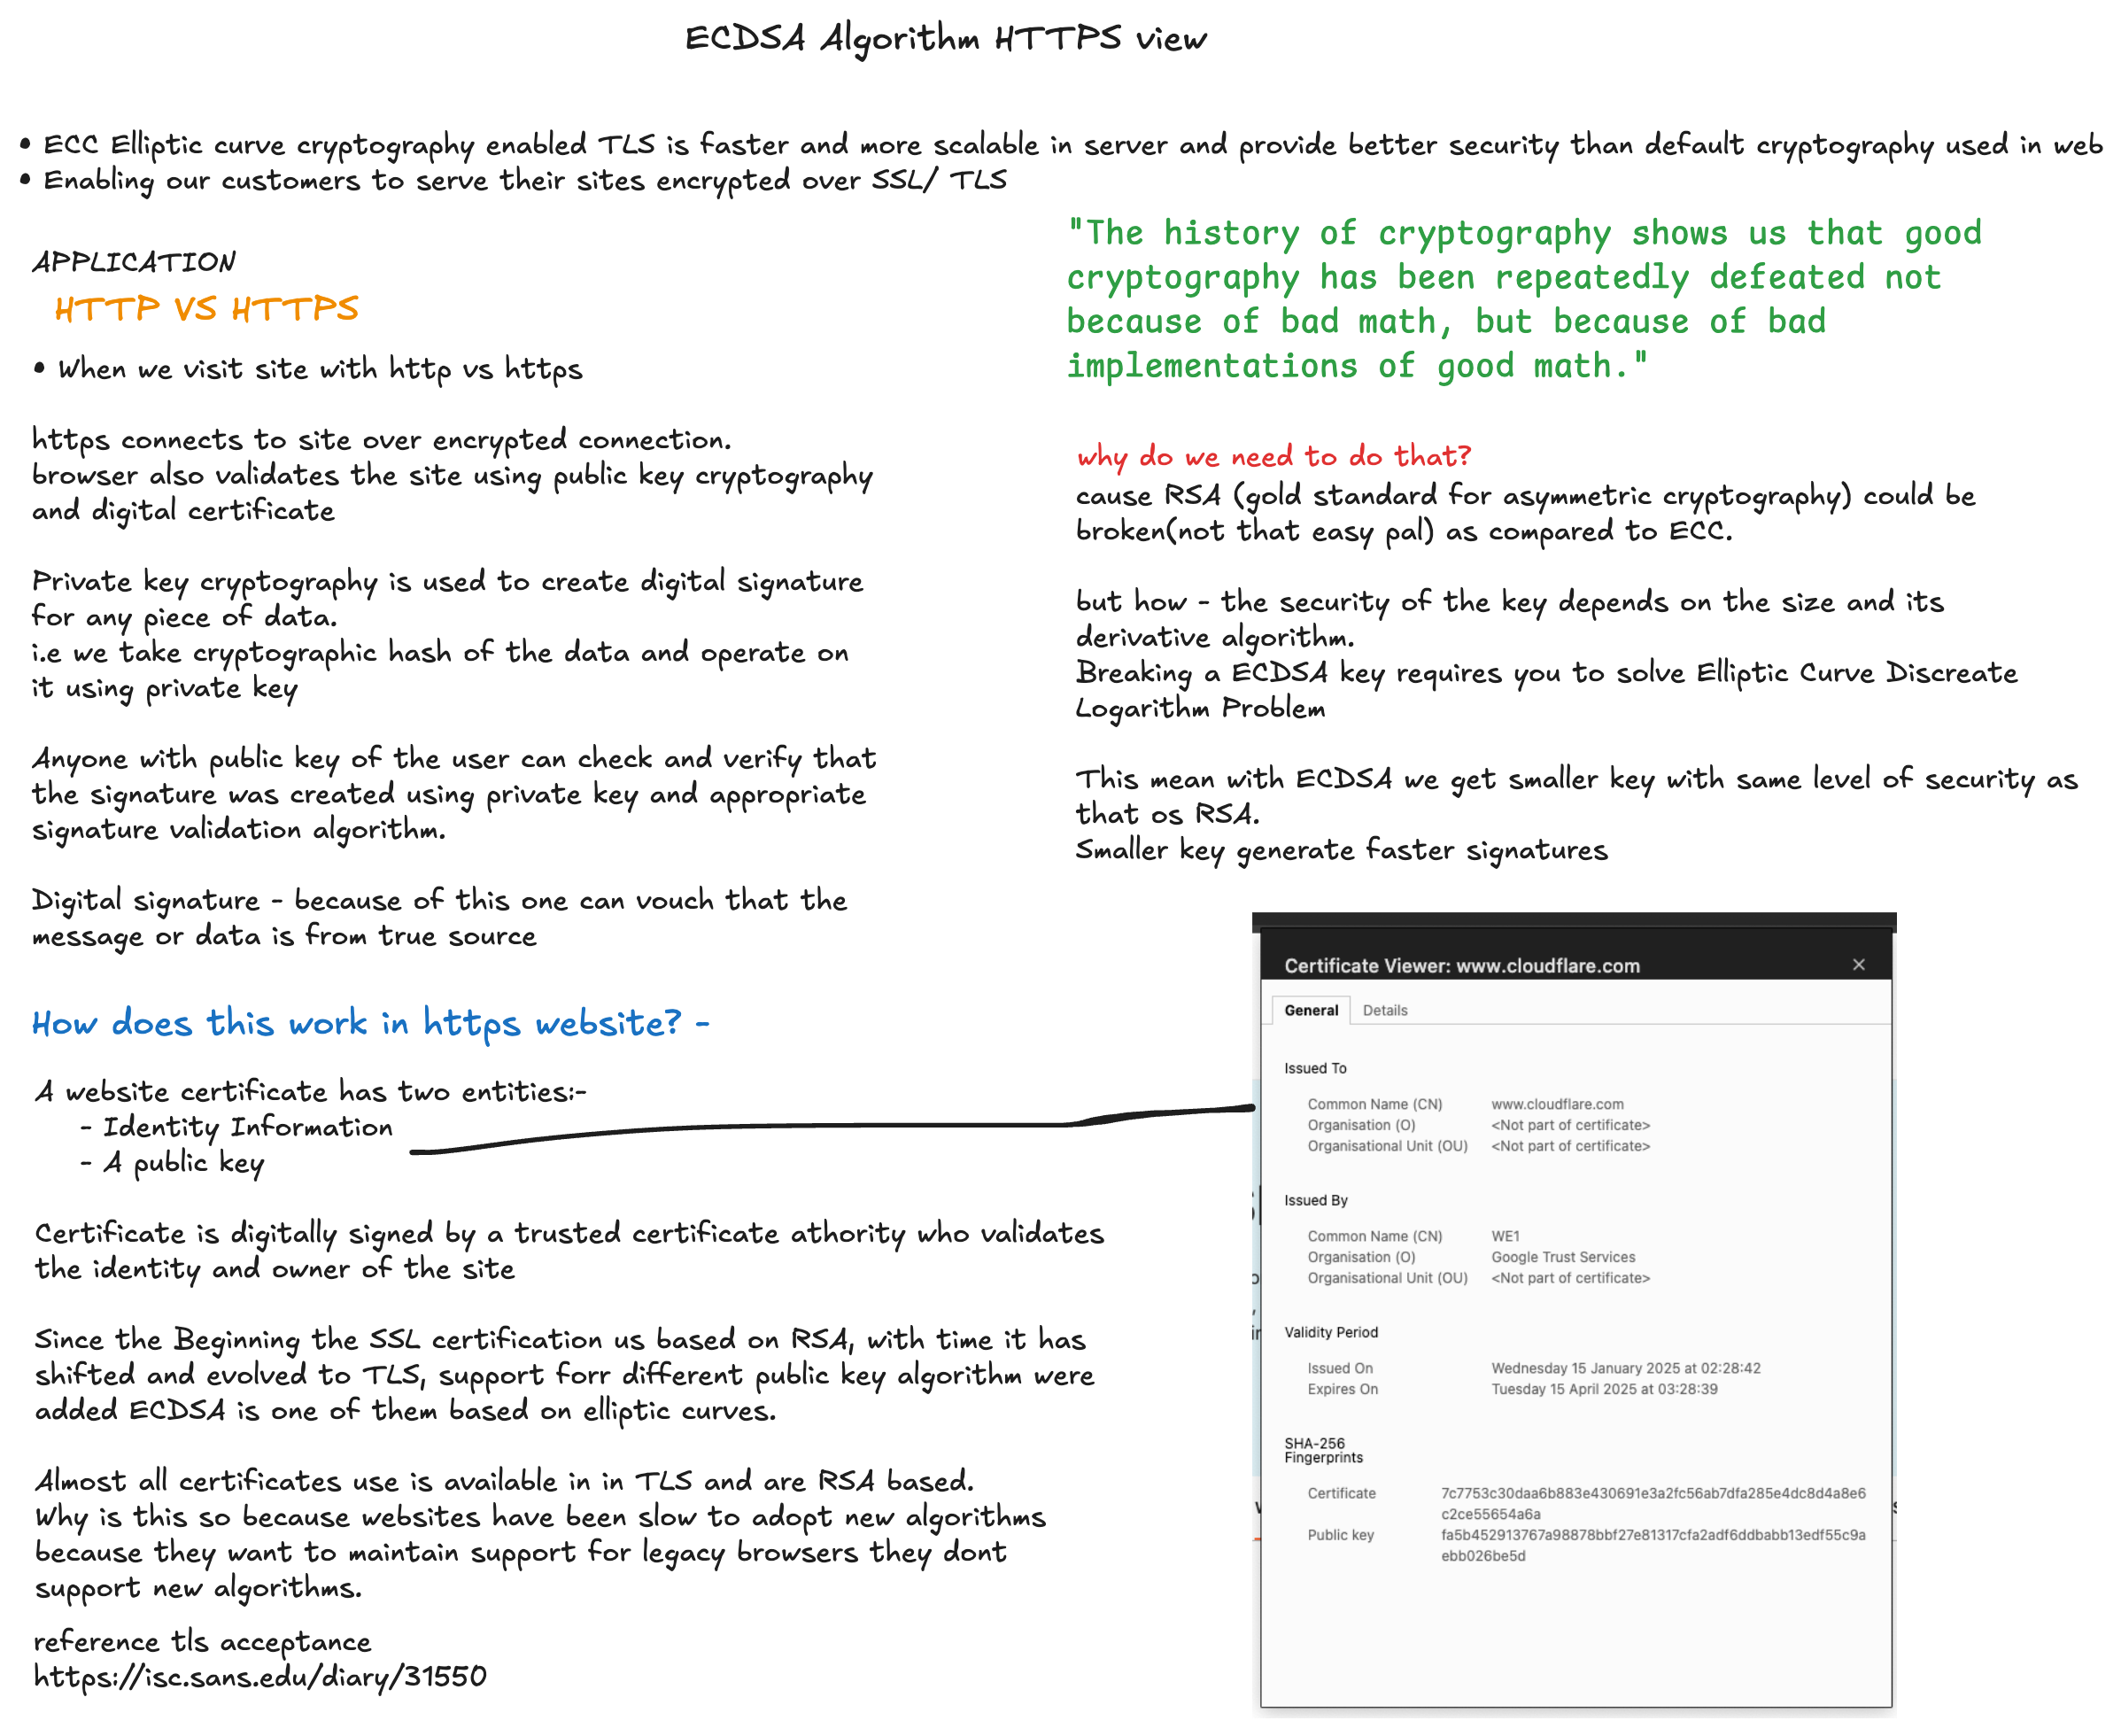 ECDSA Algorithm HTTPS view
• ECC Elliptic curve cryptography enabled TLS is faster and more scalable in server and provide better security than default cryptography used in web
• Enabling our customers to serve their sites encrypted over SSL/ TLS
APPLICATION
HTTP VS HTTPS
• When we visit site with http vs https
https connects to site over encrypted connection.
browser also validates the site using public key cryptography
and digital certificate
Private key cryptography is used to create digital signature
for any piece of data.
i.e we take cryptographic hash of the data and operate on
it using private key
Anyone with public key of the user can check and verify that
the signature was created using private key and appropriate
signature validation algorithm.
Digital signature - because of this one can vouch that the
message or data is from true source
"The history of cryptography shows us that good
cryptography has been repeatedly defeated not
because of bad math, but because of bad
implementations of good math."
why do we need to do that?
cause RSA (gold standard for asymmetric cryptography) could be
broken(not that easy pal) as compared to ECC.
but how - the security of the key depends on the size and its
derivative algorithm.
Breaking a ECDSA key requires you to solve Elliptic Curve Discreate
Logarithm Problem
This mean with ECDSA we get smaller key with same level of security as
that os RSA.
Smaller key generate faster signatures
How does this work in https website? -
A website certificate has two entities:-
- Identity Information
- A public key
Certificate is digitally signed by a trusted certificate athority who validates
the identity and owner of the site
Since the Beginning the SSL certification us based on RSA, with time it has
shifted and evolved to TLS, support forr different public key algorithm were
added ECDSA is one of them based on elliptic curves.
Almost all certificates use is available in in TLS and are RSA based.
Why is this so because websites have been slow to adopt new algorithms
because they want to maintain support for legacy browsers they dont
support new algorithms.
reference tls acceptance
https://isc.sans.edu/diary/31550
Certificate Viewer: www.cloudflare.com ×
General Details
Issued To
Common Name (CN) www.cloudflare.com
Organisation (O) <Not part of certificate>
Organisational Unit (OU) <Not part of certificate>
Issued By
Common Name (CN) WE1
Organisation (O) Google Trust Services
Organisational Unit (OU) <Not part of certificate>
Validity Period
Issued On Wednesday 15 January 2025 at 02:28:42
Expires On Tuesday 15 April 2025 at 03:28:39
SHA-256
Fingerprints
Certificate 7c7753c30daa6b883e430691e3a2fc56ab7dfa285e4dc8d4a8e6
c2ce55654a6a
Public key fa5b452913767a98878bbf27e81317cfa2adf6ddbabb13edf55c9a
ebb026be5d